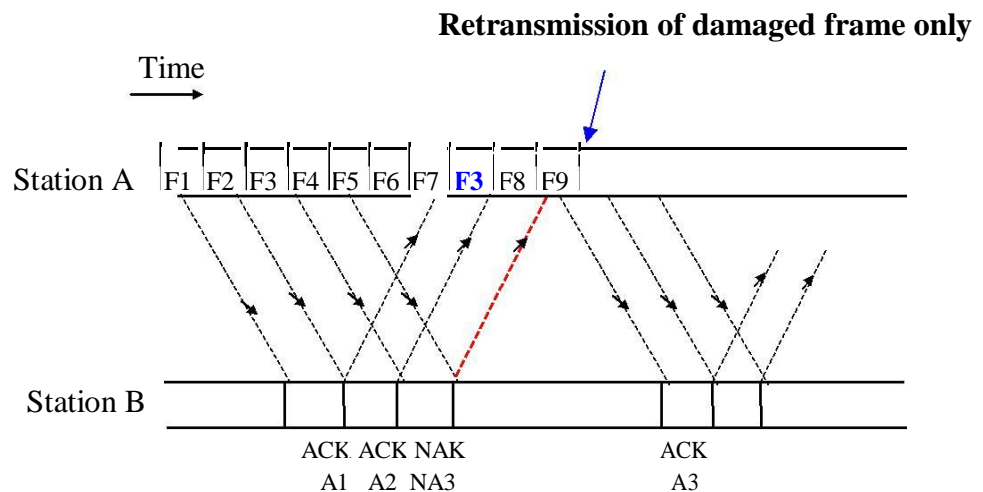 Retransmission of damaged frame only
Time
Station A F1 F2 F3 F4 F5 F6 F7 F3 F8 F9
Station B
ACK ACK NAK ACK
A1 A2 NA3 A3